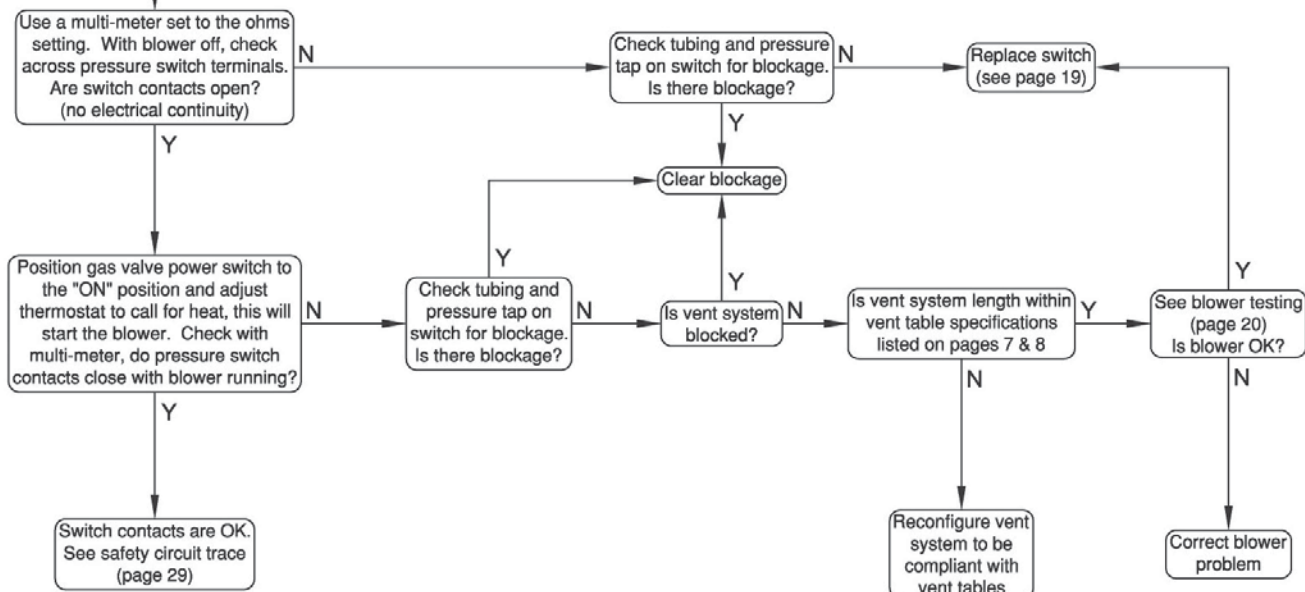 Use a multi-meter set to the ohms
setting. With blower off, check
across pressure switch terminals.
Are switch contacts open?
(no electrical continuity)
N
Check tubing and pressure
tap on switch for blockage.
Is there blockage?
N
Replace switch
(see page 19)
Y
Y
Clear blockage
Position gas valve power switch to
the "ON" position and adjust
thermostat to call for heat, this will
start the blower. Check with
multi-meter, do pressure switch
contacts close with blower running?
N
Y
Check tubing and
pressure tap on
switch for blockage.
Is there blockage?
N
Y
Is vent system
blocked?
N
Is vent system length within
vent table specifications
listed on pages 7 & 8
Y
Y
See blower testing
(page 20)
Is blower OK?
Y
N
N
Switch contacts are OK.
See safety circuit trace
(page 29)
Reconfigure vent
system to be
compliant with
vent tables
Correct blower
problem